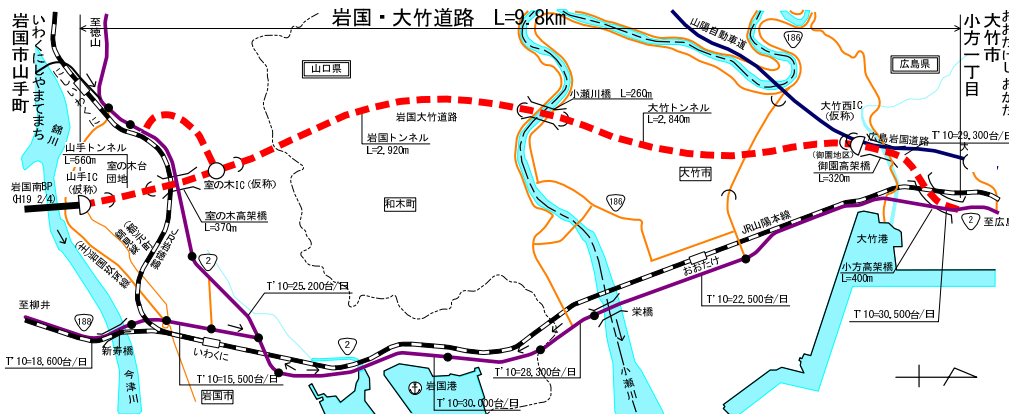 岩国・大竹道路　L=9.8km
至徳山
岩国市山手町
いわくにしやまてまち
にしいわくに
錦川
山口県
186
山陽自動車道
広島県
大竹市
小方一丁目
小瀬川橋　L=260m
大竹トンネル
L=2,840m
大竹西IC
(仮称)
広島岩国道路
T'10=29,300台/日
岩国大竹道路
岩国トンネル
L=2,920m
山手トンネル
L=560m
山手IC
(仮称)
室の木台
団地
室の木IC(仮称)
岩国南BP
(H19 2/4)
室の木高架橋
L=370m
(御園地区)
御園高架橋
L=320m
大竹市
和木町
186
JR山陽本線
おおたけ
2
至広島
大竹港
小方高架橋
L=400m
T'10=30,500台/日
2
T'10=25,200台/日
T'10=22,500台/日
至柳井
188
T'10=18,600台/日
新寿橋
今津川
いわくに
T'10=15,500台/日
岩国市
2
岩国港
T'10=30,000台/日
T'10=28,300台/日
栄橋
小瀬川